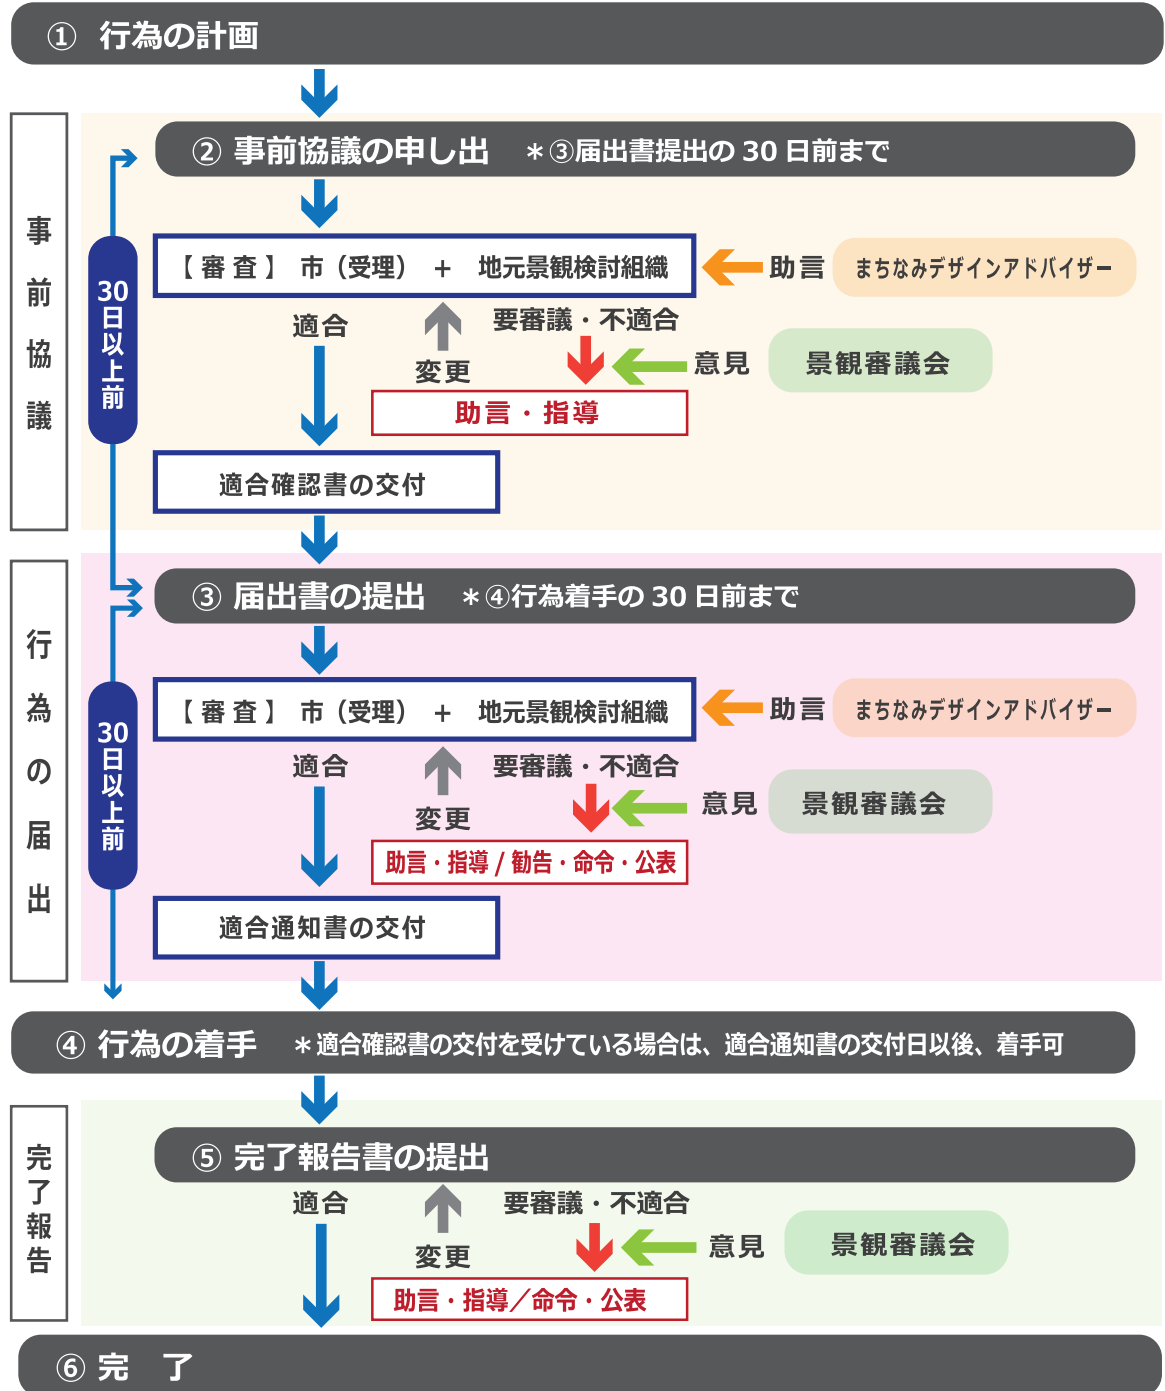 ① 行為の計画
事前協議
② 事前協議の申し出 ＊③届出書提出の 30 日前まで
30日以上前
【 審 査 】 市（受理） ＋ 地元景観検討組織
助言 まちなみデザインアドバイザー
適合
変更
要審議・不適合
意見 景観審議会
助言・指導
適合確認書の交付
行為の届出
③ 届出書の提出 ＊④行為着手の 30 日前まで
30日以上前
【 審 査 】 市（受理） ＋ 地元景観検討組織
助言 まちなみデザインアドバイザー
適合
変更
要審議・不適合
意見 景観審議会
助言・指導 / 勧告・命令・公表
適合通知書の交付
④ 行為の着手 ＊適合確認書の交付を受けている場合は、適合通知書の交付日以後、着手可
完了報告
⑤ 完了報告書の提出
適合
変更
要審議・不適合
意見 景観審議会
助言・指導／命令・公表
⑥ 完 了